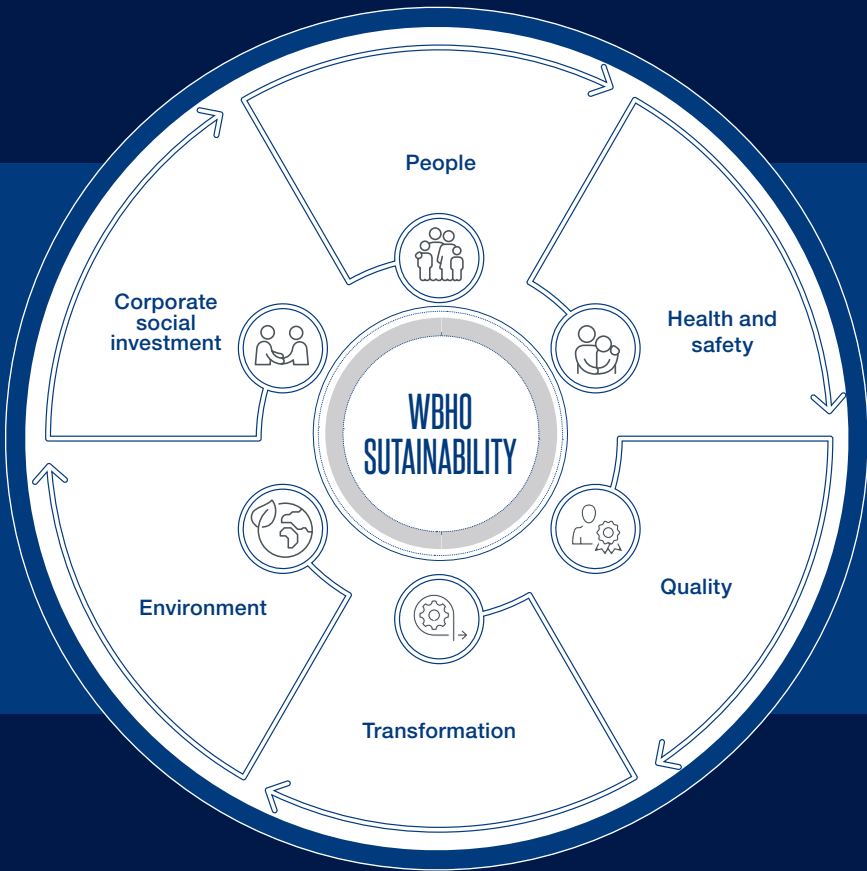 People
Health and
safety
Quality
Transformation
Environment
Corporate
social
investment
WBHO
SUTAINABILITY